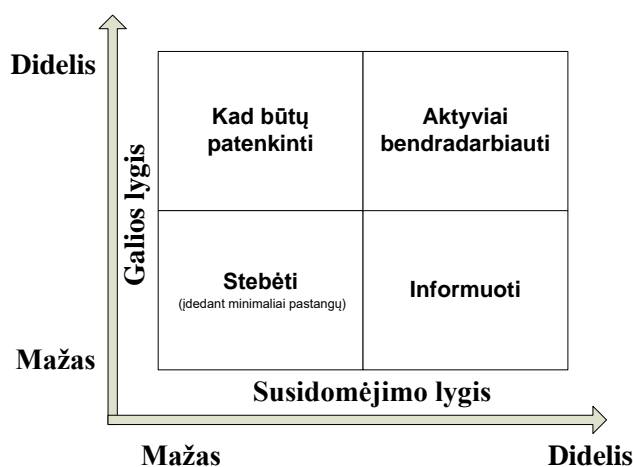 Didelis
Kad būtų
patenkinti
Aktyviai
bendradarbiauti
Galios lygis
Stebėti
(įdedant minimaliai pastangų)
Informuoti
Mažas
Susidomėjimo lygis
Mažas
Didelis